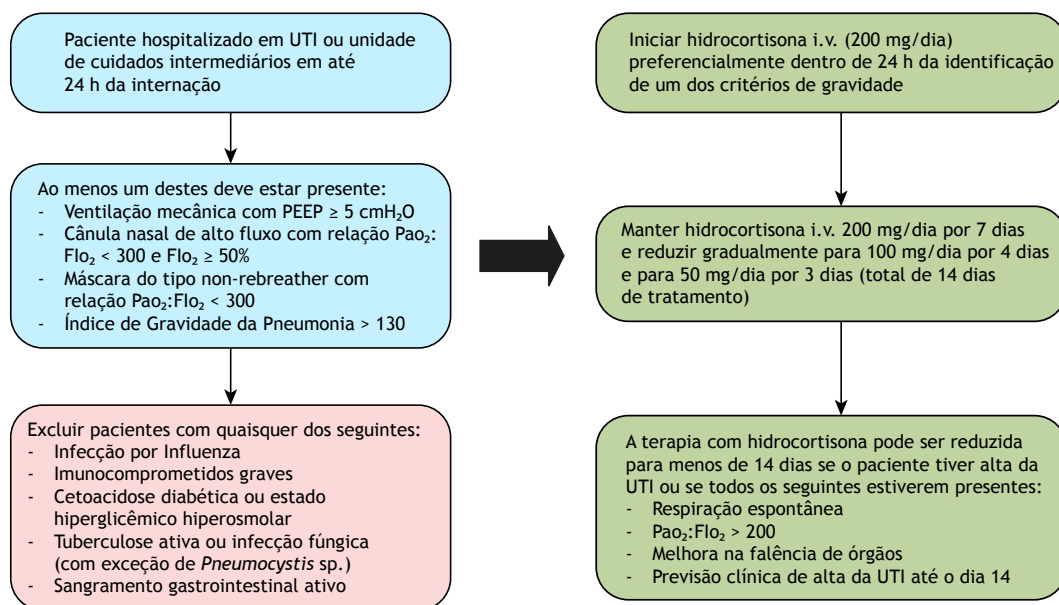 Paciente hospitalizado em UTI ou unidade
de cuidados intermediários em até
24 h da internação
Ao menos um destes deve estar presente:
- Ventilação mecânica com PEEP ≥ 5 cmH₂O
- Cânula nasal de alto fluxo com relação Pao₂:
FIo₂ < 300 e FIo₂ ≥ 50%
- Máscara do tipo non-rebreather com
relação Pao₂:FIo₂ < 300
- Índice de Gravidade da Pneumonia > 130
Excluir pacientes com quaisquer dos seguintes:
- Infecção por Influenza
- Imunocomprometidos graves
- Cetoacidose diabética ou estado
hiperglicêmico hiperosmolar
- Tuberculose ativa ou infecção fúngica
(com exceção de Pneumocystis sp.)
- Sangramento gastrointestinal ativo
Iniciar hidrocortisona i.v. (200 mg/dia)
preferencialmente dentro de 24 h da identificação
de um dos critérios de gravidade
Manter hidrocortisona i.v. 200 mg/dia por 7 dias
e reduzir gradualmente para 100 mg/dia por 4 dias
e para 50 mg/dia por 3 dias (total de 14 dias
de tratamento)
A terapia com hidrocortisona pode ser reduzida
para menos de 14 dias se o paciente tiver alta da
UTI ou se todos os seguintes estiverem presentes:
- Respiração espontânea
- Pao₂:FIo₂ > 200
- Melhora na falência de órgãos
- Previsão clínica de alta da UTI até o dia 14